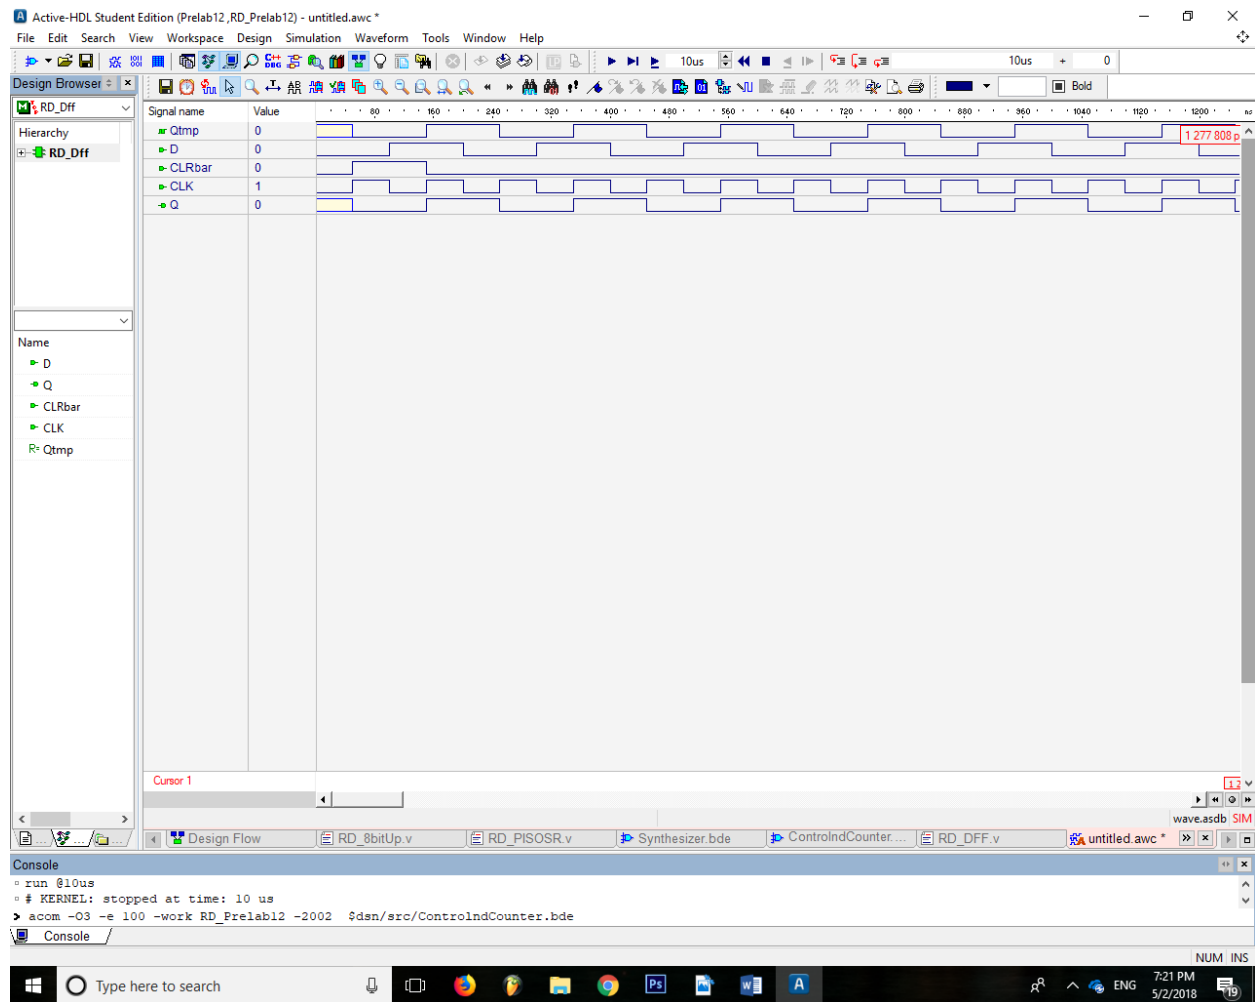 Active-HDL Student Edition (Prelab12 ,RD_Prelab12) - untitled.awc *
File Edit Search View Workspace Design Simulation Waveform Tools Window Help
10us 10us + 0
Design Browser
Bold
RD_Dff
Signal name Value 80 160 240 320 400 480 560 640 720 800 880 960 1040 1120 1200 ns
Hierarchy
RD_Dff
Qtmp 0
1 277 808 p
D 0
CLRbar 0
CLK 1
Q 0
Name
D
Q
CLRbar
CLK
R= Qtmp
Cursor 1
1 2
wave.asdb SIM
Design Flow RD_8bitUp.v RD_PISOSR.v Synthesizer.bde ControlndCounter.... RD_DFF.v untitled.awc *
Console
run @10us
# KERNEL: stopped at time: 10 us
> acom -O3 -e 100 -work RD_Prelab12 -2002 $dsn/src/ControlndCounter.bde
Console
NUM INS
Type here to search
Ps
W
A
ENG
7:21 PM
5/2/2018
19